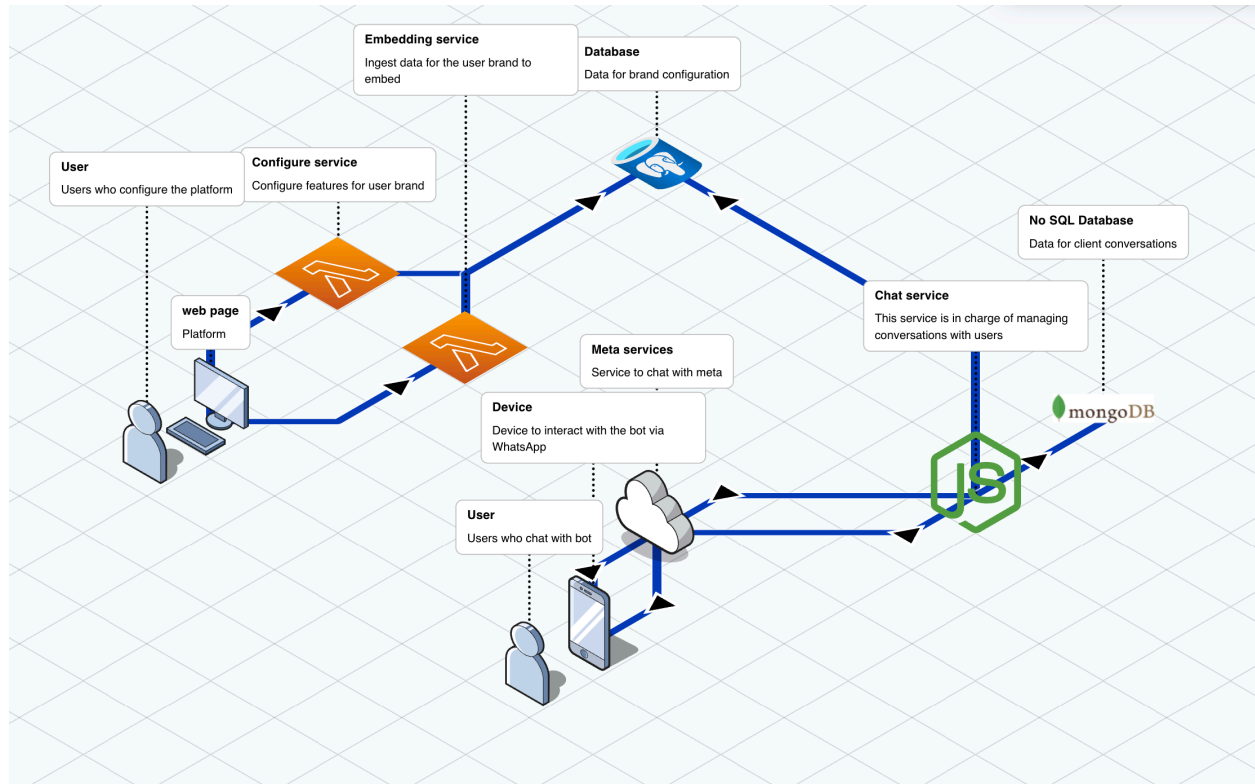 Embedding service
Ingest data for the user brand to
embed
Database
Data for brand configuration
User
Users who configure the platform
Configure service
Configure features for user brand
No SQL Database
Data for client conversations
web page
Platform
Chat service
This service is in charge of managing
conversations with users
Meta services
Service to chat with meta
Device
Device to interact with the bot via
WhatsApp
mongoDB
JS
User
Users who chat with bot